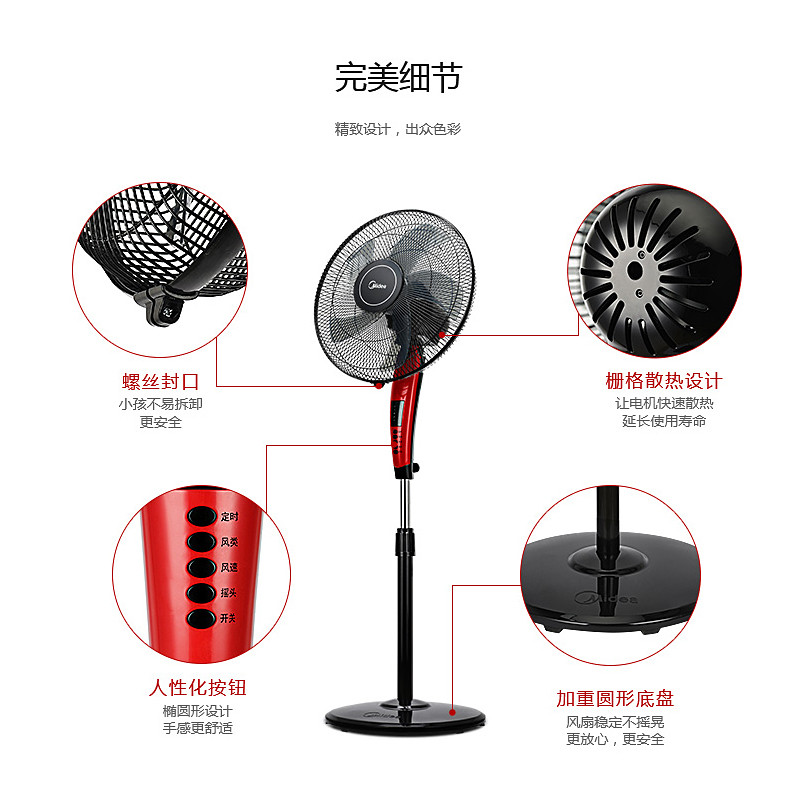 完美细节
精致设计，出众色彩
Midea
螺丝封口
小孩不易拆卸
更安全
栅格散热设计
让电机快速散热
延长使用寿命
定时
风类
风速
摇头
开关
人性化按钮
椭圆形设计
手感更舒适
Midea
Midea
加重圆形底盘
风扇稳定不摇晃
更放心，更安全